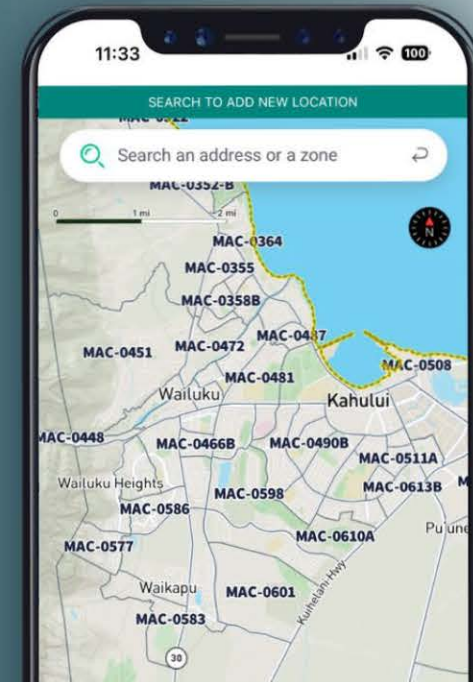 11:33
100
SEARCH TO ADD NEW LOCATION
Search an address or a zone
MAC-0352-B
0 1 mi 2 mi
N
MAC-0364
MAC-0355
MAC-0358B
MAC-0487
MAC-0451
MAC-0472
MAC-0508
MAC-0481
Wailuku
Kahului
MAC-0448
MAC-0466B
MAC-0490B
MAC-0511A
Wailuku Heights
MAC-0598
MAC-0613B
MAC-0586
MAC-0610A
MAC-0577
Waikapu
MAC-0601
Kuihelani Hwy
MAC-0583
30